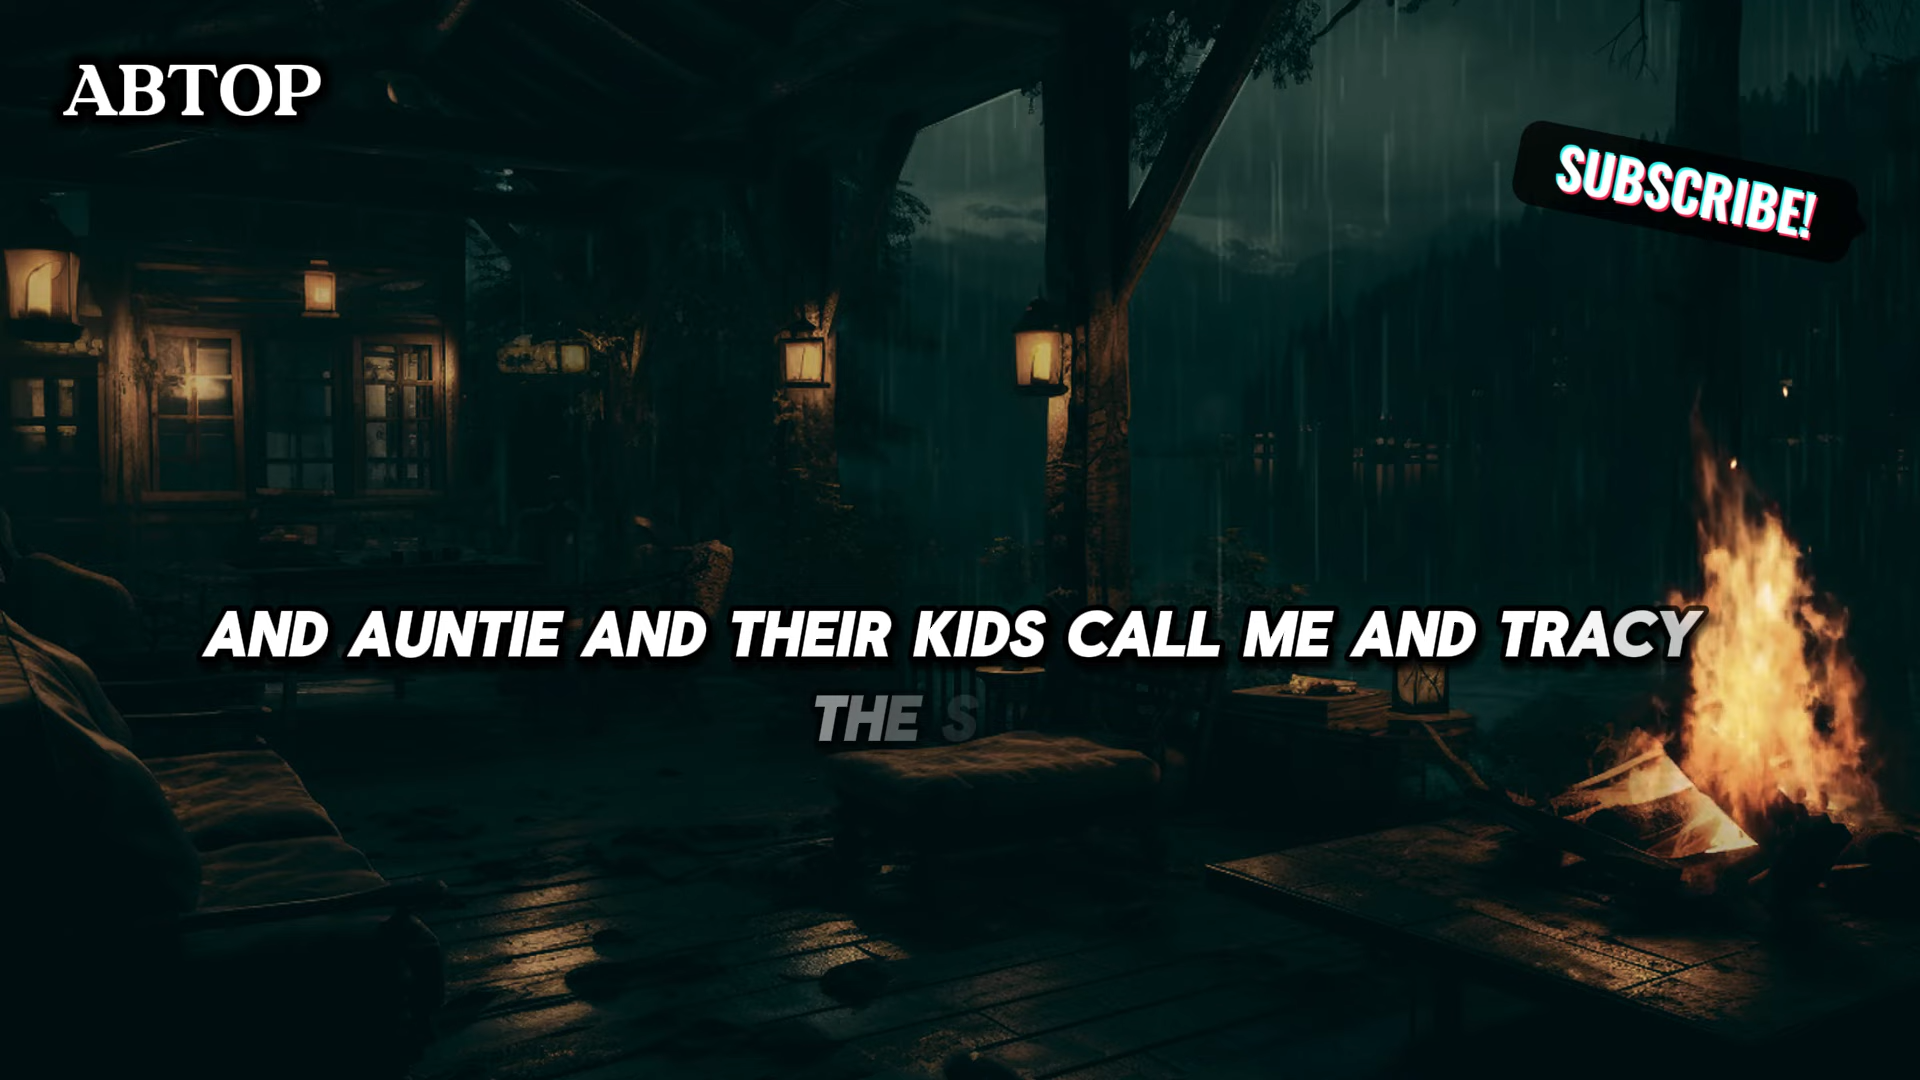 ABTOP
SUBSCRIBE!
AND AUNTIE AND THEIR KIDS CALL ME AND TRACY
THE S